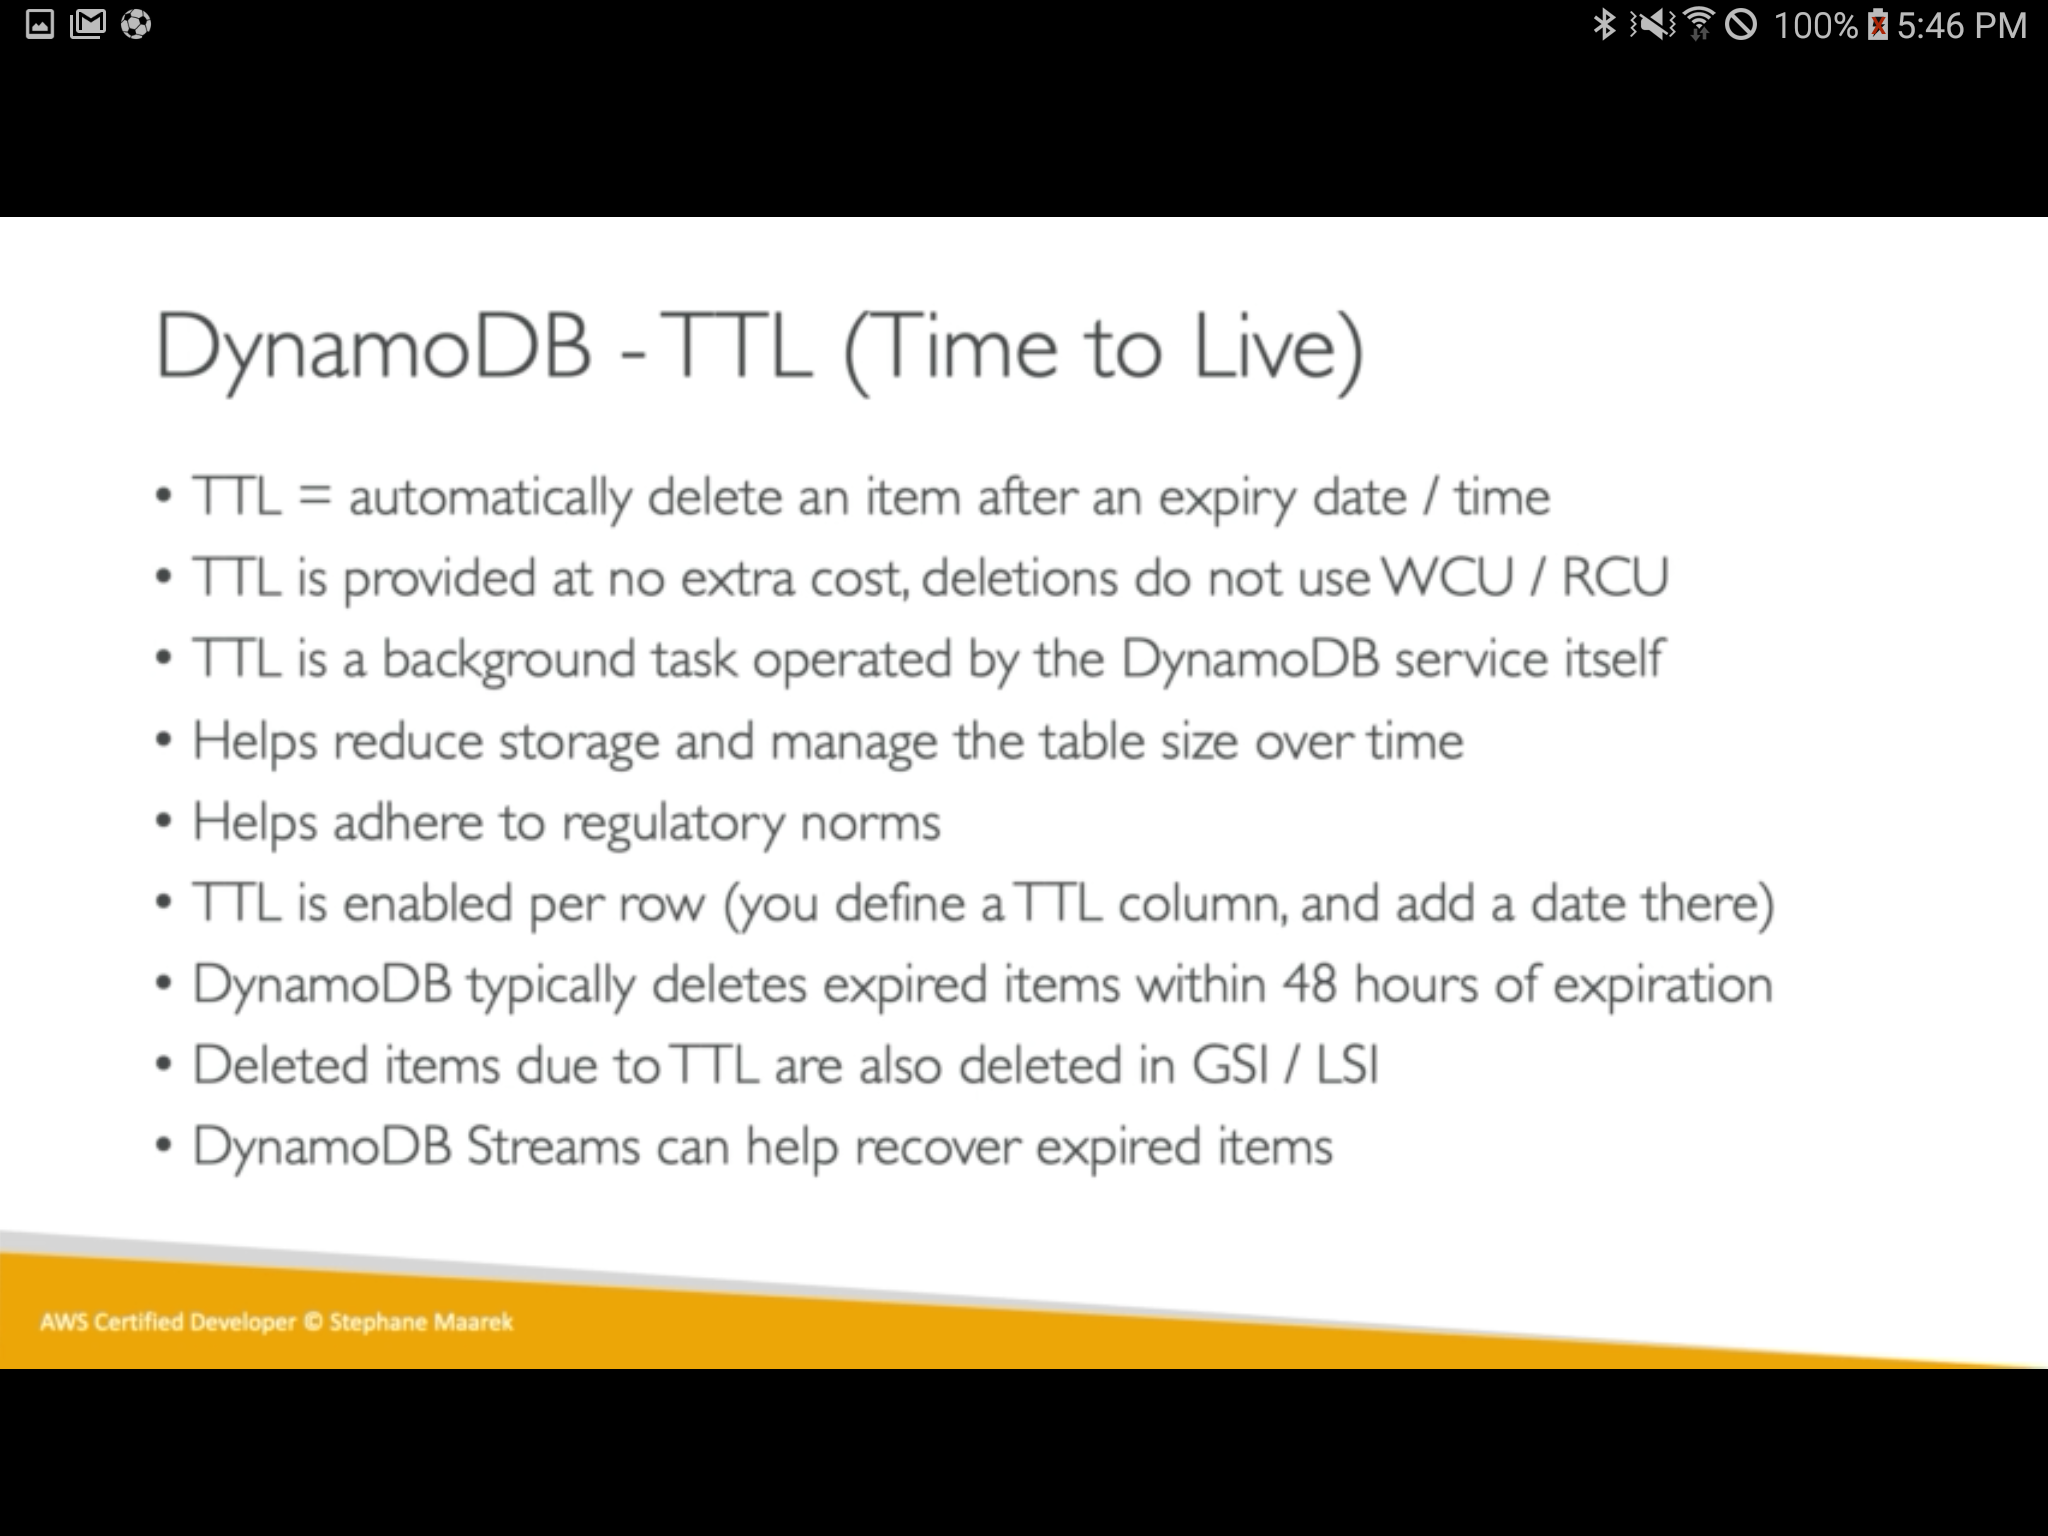 100% 5:46 PM
DynamoDB - TTL (Time to Live)
• TTL = automatically delete an item after an expiry date / time
• TTL is provided at no extra cost, deletions do not use WCU / RCU
• TTL is a background task operated by the DynamoDB service itself
• Helps reduce storage and manage the table size over time
• Helps adhere to regulatory norms
• TTL is enabled per row (you define a TTL column, and add a date there)
• DynamoDB typically deletes expired items within 48 hours of expiration
• Deleted items due to TTL are also deleted in GSI / LSI
• DynamoDB Streams can help recover expired items
AWS Certified Developer © Stephane Maarek